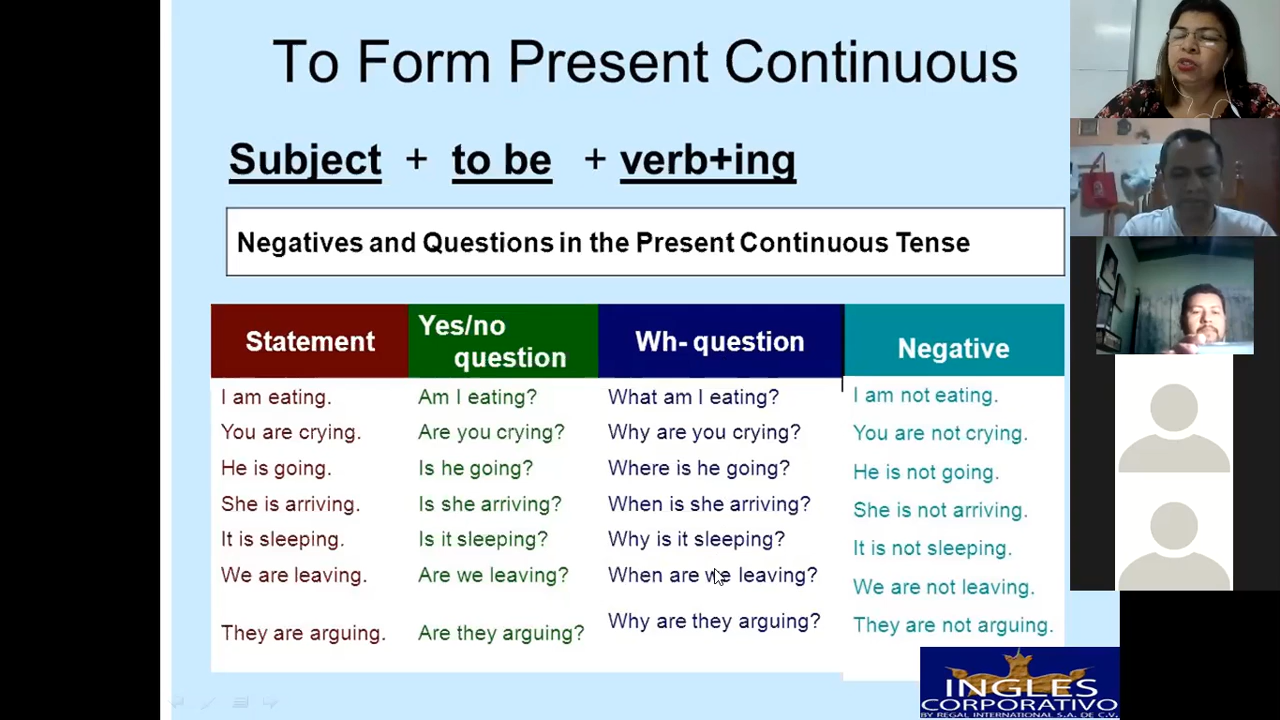 To Form Present Continuous
Subject + to be + verb+ing
Negatives and Questions in the Present Continuous Tense
Statement
Yes/no
question
Wh- question
Negative
I am eating. Am I eating? What am I eating? I am not eating.
You are crying. Are you crying? Why are you crying? You are not crying.
He is going. Is he going? Where is he going? He is not going.
She is arriving. Is she arriving? When is she arriving? She is not arriving.
It is sleeping. Is it sleeping? Why is it sleeping? It is not sleeping.
We are leaving. Are we leaving? When are we leaving? We are not leaving.
They are arguing. Are they arguing? Why are they arguing? They are not arguing.
INGLES
CORPORATIVO
BY REGAL INTERNATIONAL S.A. DE C.V.